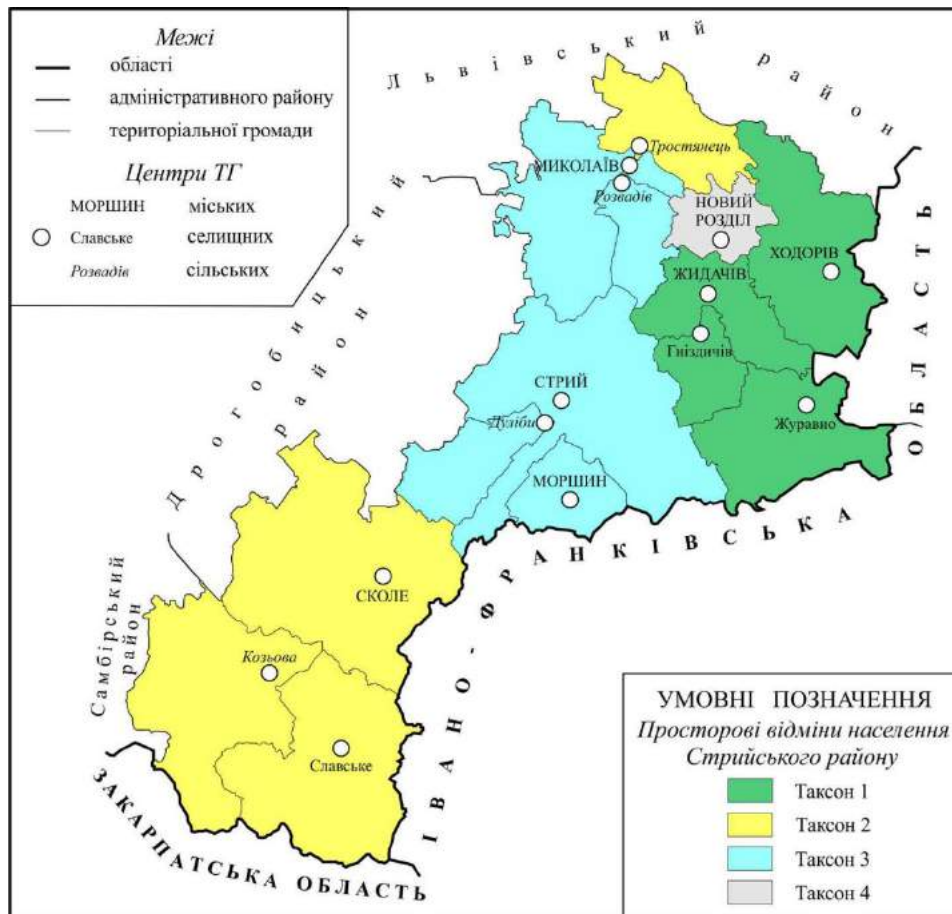 Межі
області
адміністративного району
територіальної громади
Центри ТГ
МОРШИН міських
Славське селищних
Розвадів сільських
Львівський район
Дрогобицький район
Самбірський район
ЗАКАРПАТСЬКА ОБЛАСТЬ
ІВАНО-ФРАНКІВСЬКА ОБЛАСТЬ
Тростянець
МИКОЛАЇВ
Розвадів
НОВИЙ
РОЗДІЛ
ХОДОРІВ
ЖИДАЧІВ
Гніздичів
СТРИЙ
Дуліби
Журавно
МОРШИН
СКОЛЕ
Козьова
Славське
УМОВНІ ПОЗНАЧЕННЯ
Просторові відміни населення
Стрийського району
Таксон 1
Таксон 2
Таксон 3
Таксон 4